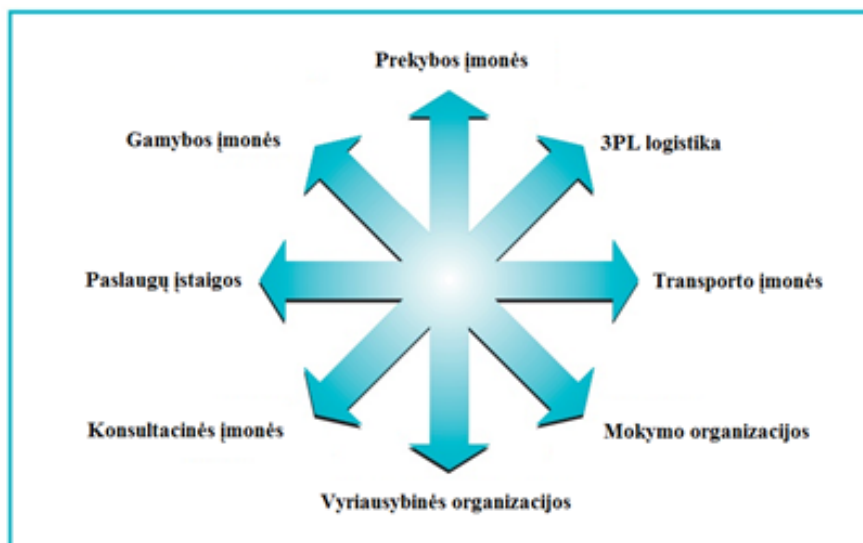 Prekybos įmonės
Gamybos įmonės
3PL logistika
Paslaugų įstaigos
Transporto įmonės
Konsultacinės įmonės
Mokymo organizacijos
Vyriausybinės organizacijos